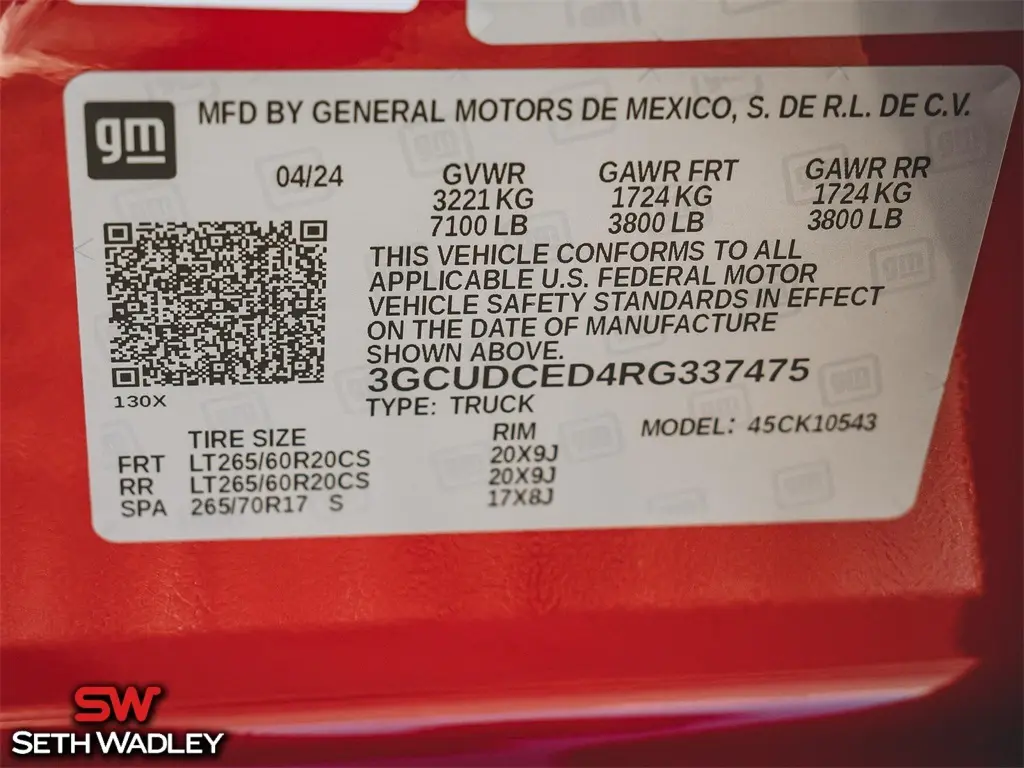 gm
MFD BY GENERAL MOTORS DE MEXICO, S. DE R.L. DE C.V.
04/24 GVWR GAWR FRT GAWR RR
3221 KG 1724 KG 1724 KG
7100 LB 3800 LB 3800 LB
THIS VEHICLE CONFORMS TO ALL
APPLICABLE U.S. FEDERAL MOTOR
VEHICLE SAFETY STANDARDS IN EFFECT
ON THE DATE OF MANUFACTURE
SHOWN ABOVE.
3GCUDCED4RG337475
130X
TYPE: TRUCK
MODEL: 45CK10543
TIRE SIZE RIM
FRT LT265/60R20CS 20X9J
RR LT265/60R20CS 20X9J
SPA 265/70R17 S 17X8J
SW
SETH WADLEY